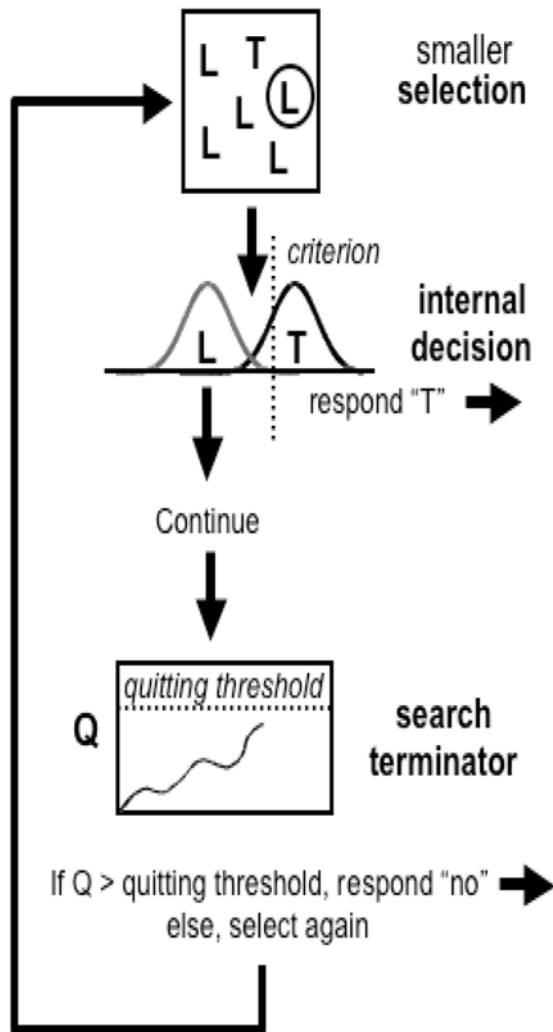 smaller
selection
L T
L
L
L
L
criterion
internal
decision
L T
respond “T”
Continue
quitting threshold
Q
search
terminator
If Q > quitting threshold, respond “no”
else, select again